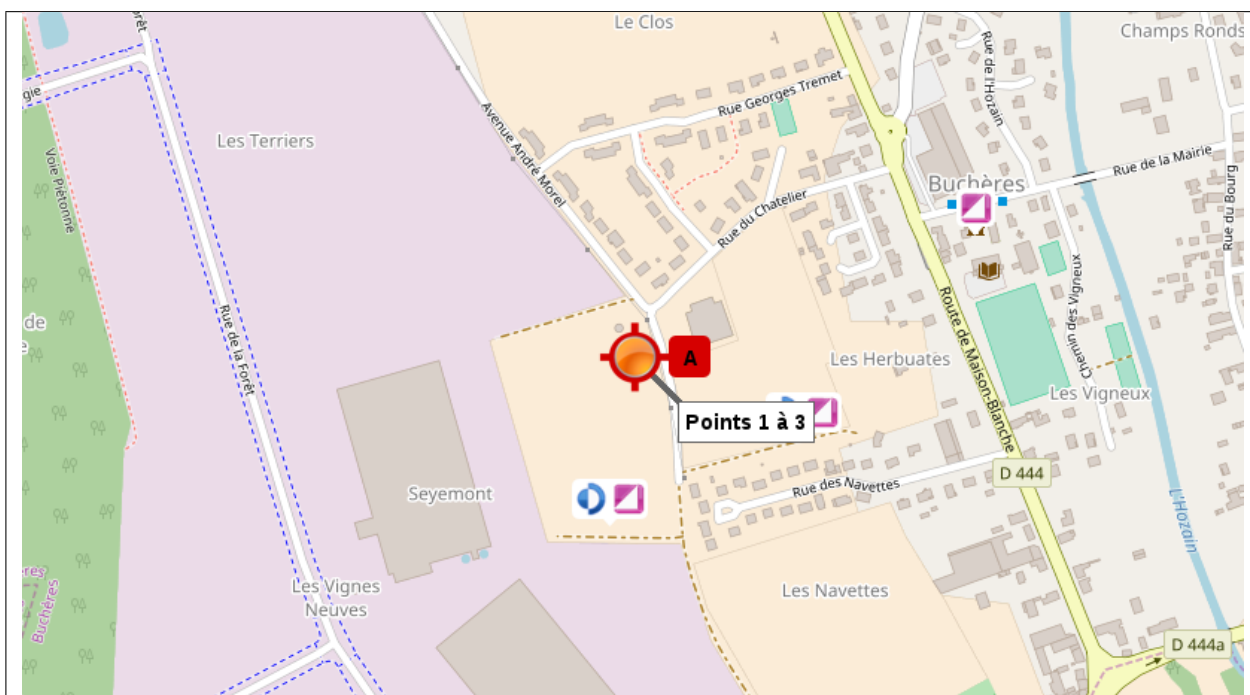 Le Clos
Champs Ronds
Rue de l'Hozain
Rue Georges Tremet
Les Terriers
Avenue André Morel
Voie Piétonne
Rue de la Mairie
Buchères
Rue du Bourg
Rue du Chatelier
Rue de la Forêt
Route de Maison-Blanche
Chemin des Vigneux
A
Les Herbuates
Les Vigneux
Points 1 à 3
D 444
Rue des Navettes
Seyemont
L'Hozain
Les Vignes
Neuves
Les Navettes
Buchères
D 444a